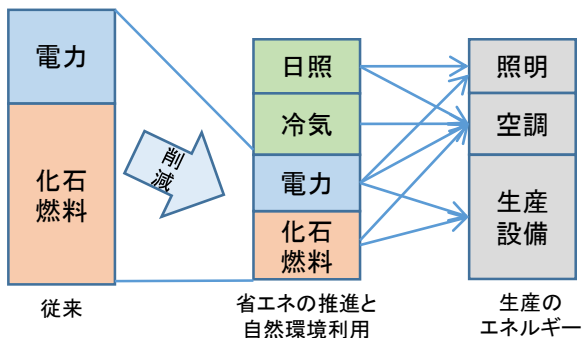 電力
化石
燃料
従来
削減
日照
冷気
電力
化石
燃料
省エネの推進と
自然環境利用
照明
空調
生産
設備
生産の
エネルギー